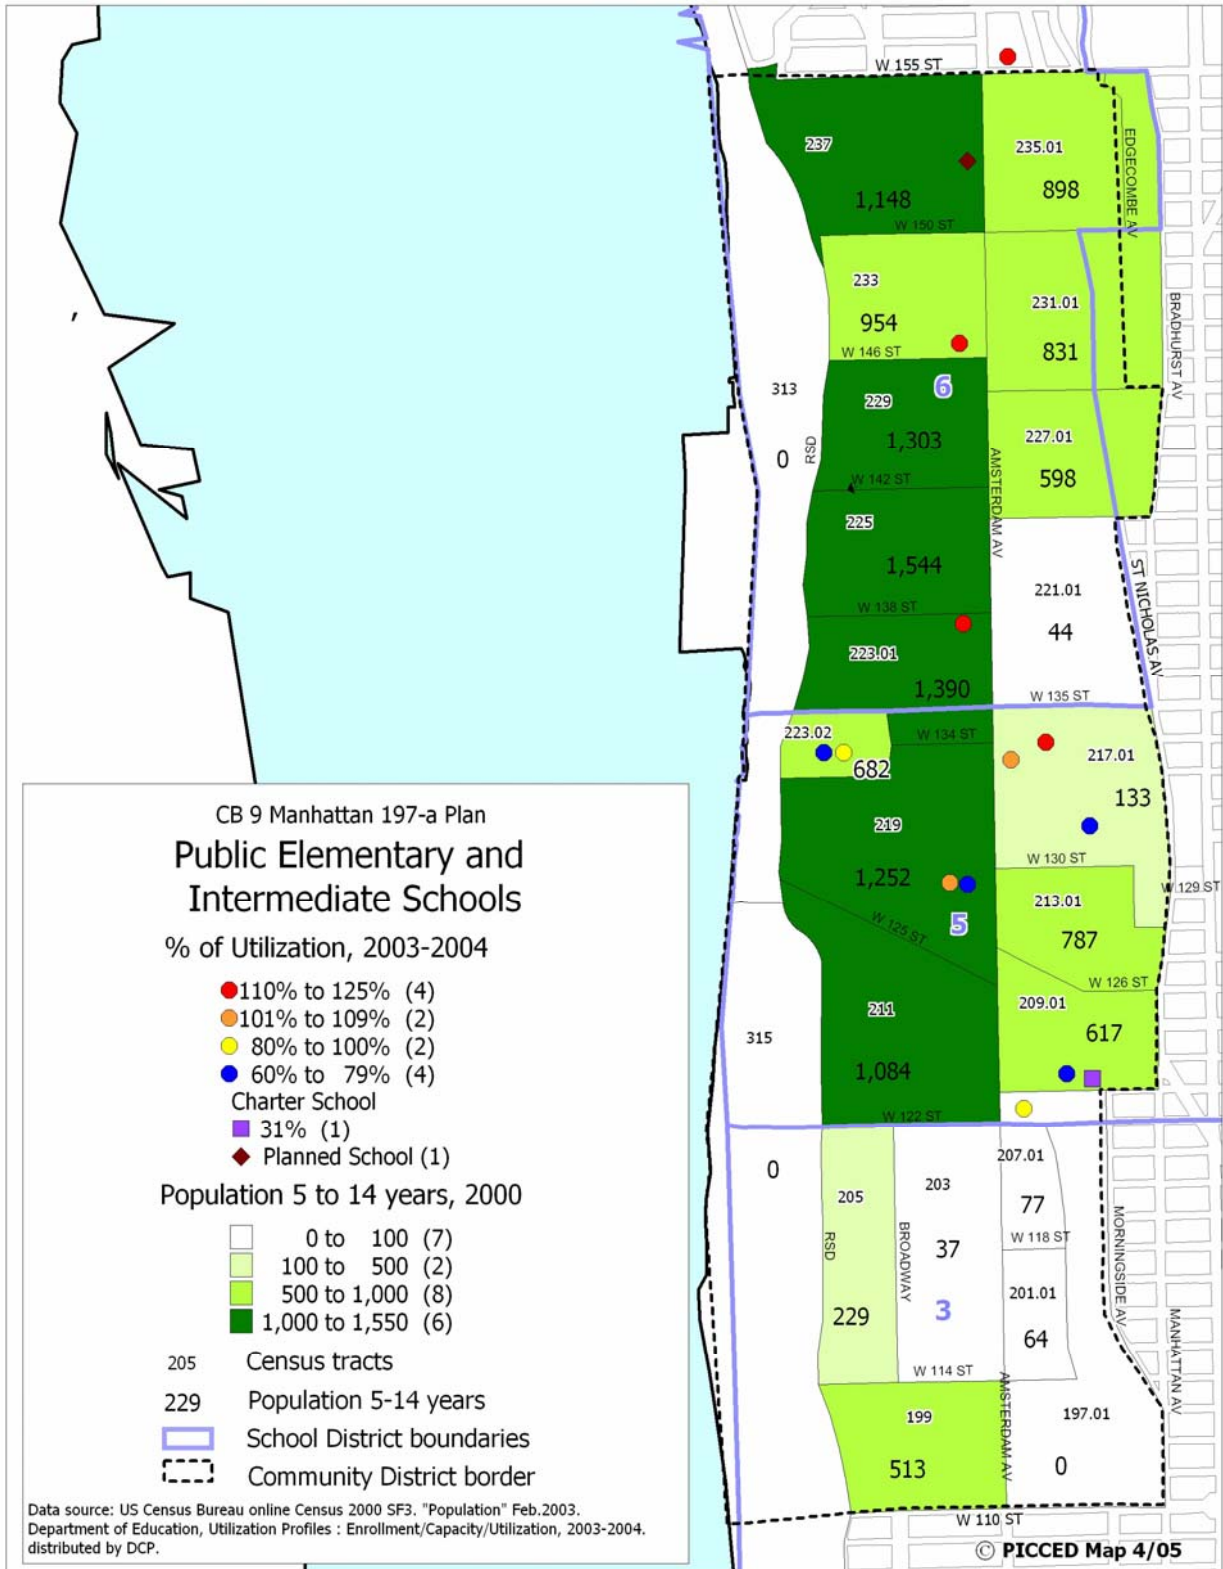 W 155 ST
237
1,148
235.01
898
EDGECOMBE AV
W 150 ST
233
954
231.01
831
BRADHURST AV
W 146 ST
6
313
0
RSD
229
1,303
227.01
598
AMSTERDAM AV
W 142 ST
225
1,544
221.01
44
ST NICHOLAS AV
W 138 ST
223.01
1,390
W 135 ST
223.02
682
W 134 ST
217.01
133
219
1,252
W 130 ST
W 129 ST
5
W 125 ST
213.01
787
W 126 ST
315
0
211
1,084
209.01
617
W 122 ST
205
229
RSD
BROADWAY
203
37
3
207.01
77
W 118 ST
201.01
64
MORNINGSIDE AV
MANHATTAN AV
W 114 ST
199
513
AMSTERDAM AV
197.01
0
W 110 ST
CB 9 Manhattan 197-a Plan
Public Elementary and
Intermediate Schools
% of Utilization, 2003-2004
110% to 125% (4)
101% to 109% (2)
80% to 100% (2)
60% to 79% (4)
Charter School
31% (1)
Planned School (1)
Population 5 to 14 years, 2000
0 to 100 (7)
100 to 500 (2)
500 to 1,000 (8)
1,000 to 1,550 (6)
205 Census tracts
229 Population 5-14 years
School District boundaries
Community District border
Data source: US Census Bureau online Census 2000 SF3. "Population" Feb.2003.
Department of Education, Utilization Profiles : Enrollment/Capacity/Utilization, 2003-2004.
distributed by DCP.
© PICCED Map 4/05